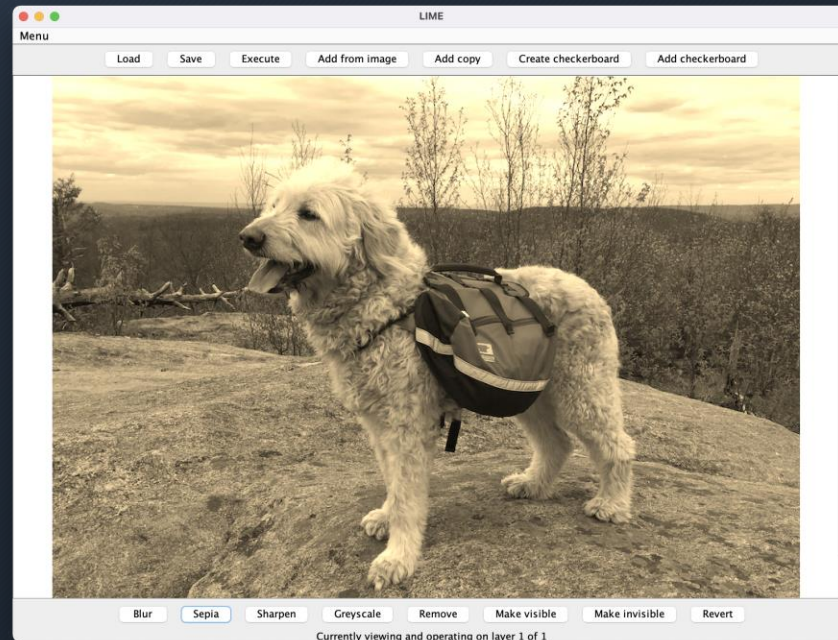 LIME
Menu
Load Save Execute Add from image Add copy Create checkerboard Add checkerboard
Blur Sepia Sharpen Greyscale Remove Make visible Make invisible Revert
Currently viewing and operating on layer 1 of 1